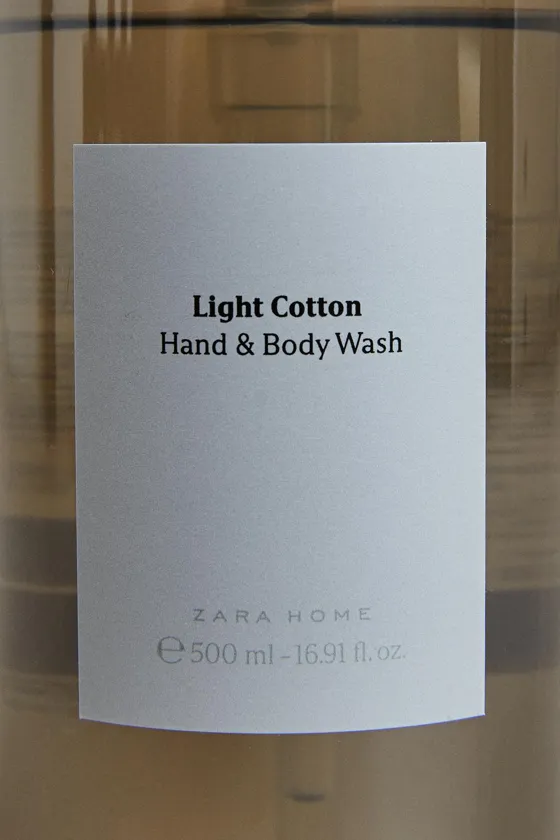 Light Cotton
Hand & Body Wash
ZARA HOME
℮ 500 ml - 16.91 fl. oz.